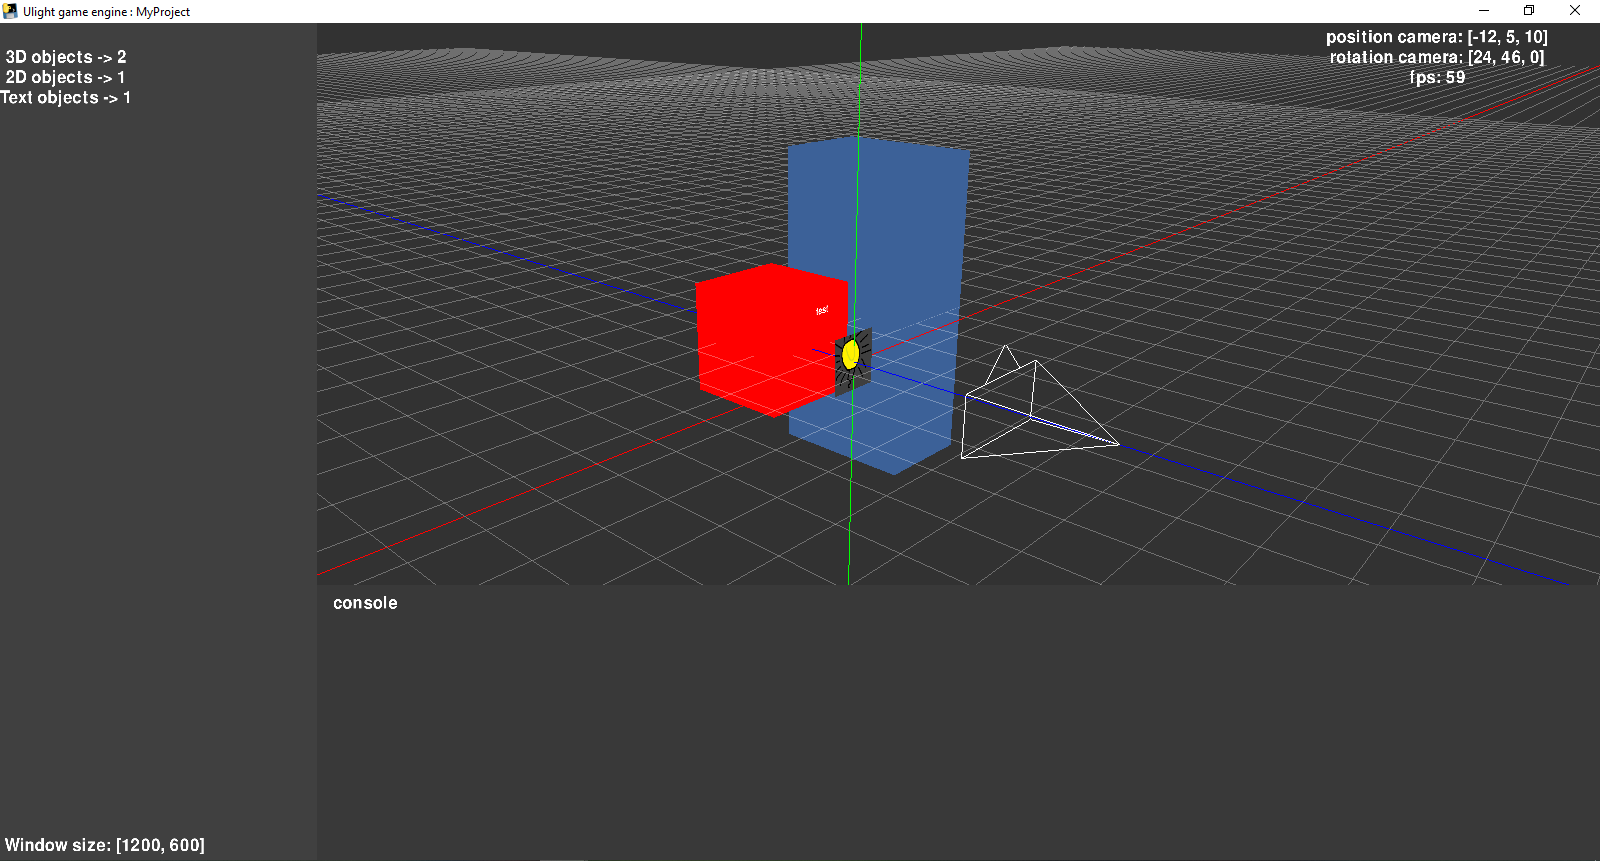 Ulight game engine : MyProject
3D objects -> 2
2D objects -> 1
Text objects -> 1
position camera: [-12, 5, 10]
rotation camera: [24, 46, 0]
fps: 59
test
console
Window size: [1200, 600]